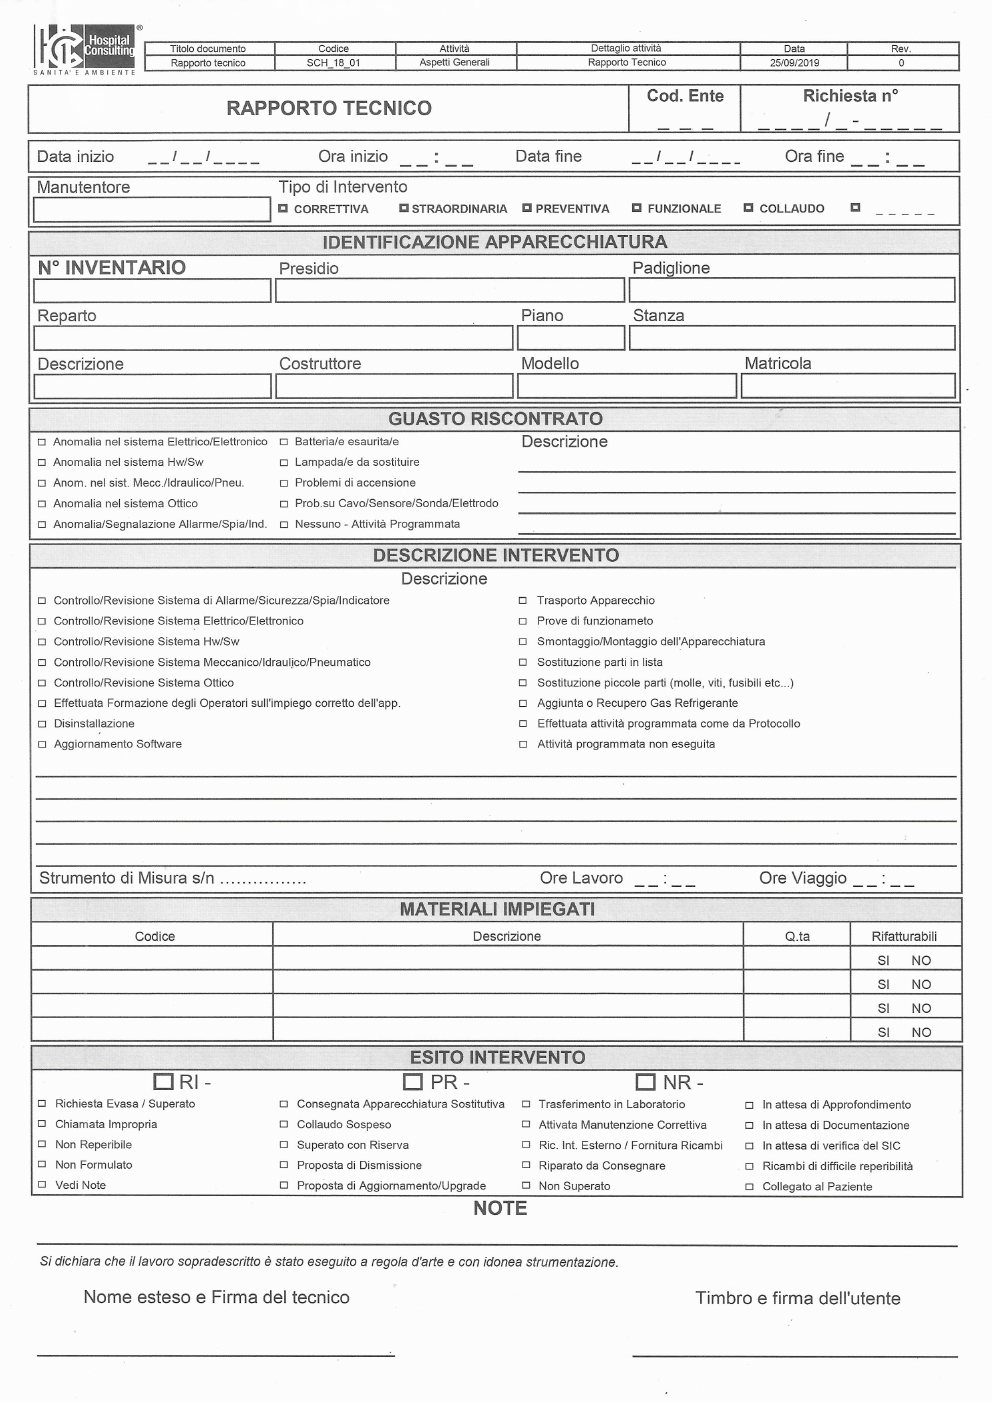 Hospital Consulting ®
SANITA' E AMBIENTE
Titolo documento Codice Attività Dettaglio attività Data Rev.
Rapporto tecnico SCH_18_01 Aspetti Generali Rapporto Tecnico 25/09/2019 0
RAPPORTO TECNICO Cod. Ente Richiesta n°
_ _ _ _ _ _ _ / _ - _ _ _ _ _
Data inizio _ _ / _ _ / _ _ _ _ Ora inizio _ _ : _ _ Data fine _ _ / _ _ / _ _ _ _ Ora fine _ _ : _ _
Manutentore Tipo di Intervento
CORRETTIVA STRAORDINARIA PREVENTIVA FUNZIONALE COLLAUDO _ _ _ _ _
IDENTIFICAZIONE APPARECCHIATURA
N° INVENTARIO Presidio Padiglione
Reparto Piano Stanza
Descrizione Costruttore Modello Matricola
GUASTO RISCONTRATO
Anomalia nel sistema Elettrico/Elettronico Batteria/e esaurita/e Descrizione
Anomalia nel sistema Hw/Sw Lampada/e da sostituire
Anom. nel sist. Mecc./Idraulico/Pneu. Problemi di accensione
Anomalia nel sistema Ottico Prob.su Cavo/Sensore/Sonda/Elettrodo
Anomalia/Segnalazione Allarme/Spia/Ind. Nessuno - Attività Programmata
DESCRIZIONE INTERVENTO
Descrizione
Controllo/Revisione Sistema di Allarme/Sicurezza/Spia/Indicatore Trasporto Apparecchio
Controllo/Revisione Sistema Elettrico/Elettronico Prove di funzionameto
Controllo/Revisione Sistema Hw/Sw Smontaggio/Montaggio dell'Apparecchiatura
Controllo/Revisione Sistema Meccanico/Idraulico/Pneumatico Sostituzione parti in lista
Controllo/Revisione Sistema Ottico Sostituzione piccole parti (molle, viti, fusibili etc...)
Effettuata Formazione degli Operatori sull'impiego corretto dell'app. Aggiunta o Recupero Gas Refrigerante
Disinstallazione Effettuata attività programmata come da Protocollo
Aggiornamento Software Attività programmata non eseguita
Strumento di Misura s/n ................ Ore Lavoro _ _ : _ _ Ore Viaggio _ _ : _ _
MATERIALI IMPIEGATI
Codice Descrizione Q.ta Rifatturabili
SI NO
SI NO
SI NO
SI NO
ESITO INTERVENTO
RI - PR - NR -
Richiesta Evasa / Superato Consegnata Apparecchiatura Sostitutiva Trasferimento in Laboratorio In attesa di Approfondimento
Chiamata Impropria Collaudo Sospeso Attivata Manutenzione Correttiva In attesa di Documentazione
Non Reperibile Superato con Riserva Ric. Int. Esterno / Fornitura Ricambi In attesa di verifica del SIC
Non Formulato Proposta di Dismissione Riparato da Consegnare Ricambi di difficile reperibilità
Vedi Note Proposta di Aggiornamento/Upgrade Non Superato Collegato al Paziente
NOTE
Si dichiara che il lavoro sopradescritto è stato eseguito a regola d'arte e con idonea strumentazione.
Nome esteso e Firma del tecnico Timbro e firma dell'utente